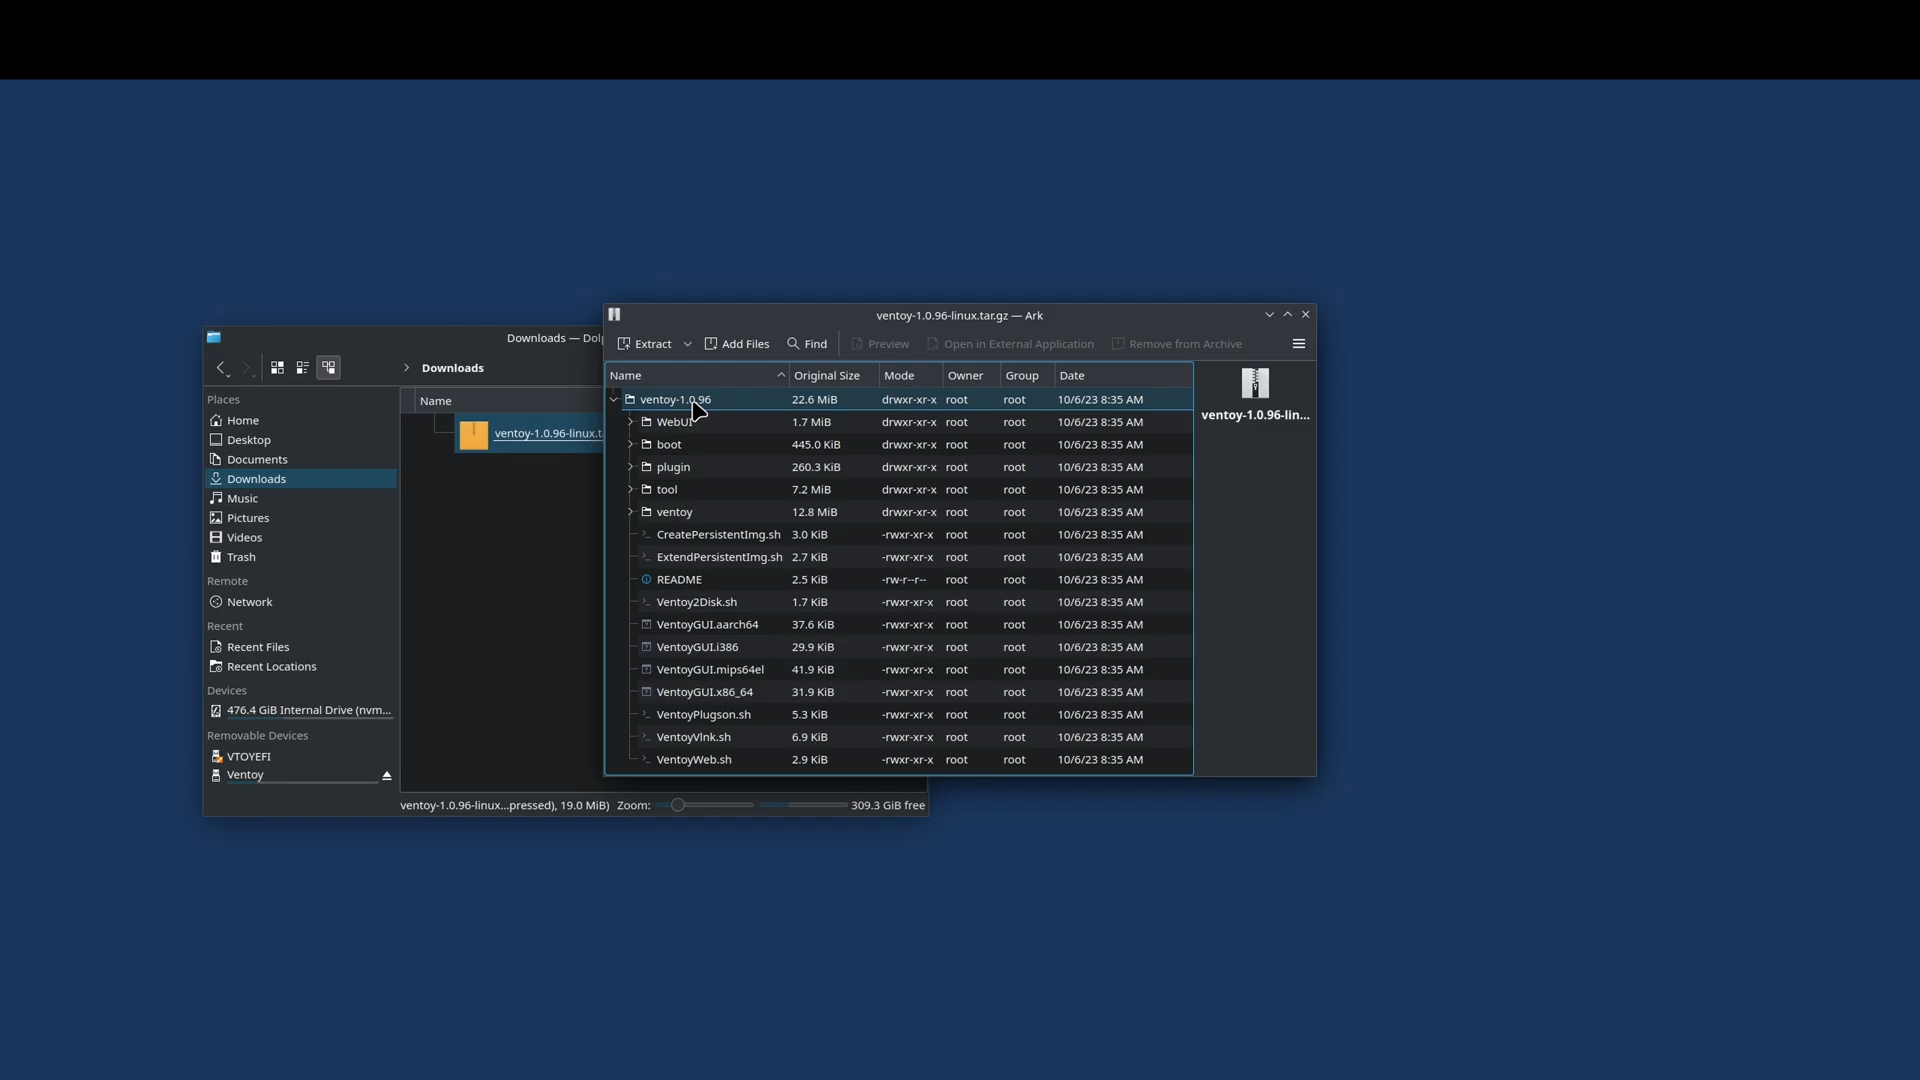 Downloads — Dol
Downloads
Places
Home
Desktop
Documents
Downloads
Music
Pictures
Videos
Trash
Remote
Network
Recent
Recent Files
Recent Locations
Devices
476.4 GiB Internal Drive (nvm...
Removable Devices
VTOYEFI
Ventoy
Name
ventoy-1.0.96-linux.t
ventoy-1.0.96-linux...pressed), 19.0 MiB) Zoom: 309.3 GiB free
ventoy-1.0.96-linux.tar.gz — Ark
Extract Add Files Find Preview Open in External Application Remove from Archive
Name Original Size Mode Owner Group Date
ventoy-1.0.96 22.6 MiB drwxr-xr-x root root 10/6/23 8:35 AM
WebUI 1.7 MiB drwxr-xr-x root root 10/6/23 8:35 AM
boot 445.0 KiB drwxr-xr-x root root 10/6/23 8:35 AM
plugin 260.3 KiB drwxr-xr-x root root 10/6/23 8:35 AM
tool 7.2 MiB drwxr-xr-x root root 10/6/23 8:35 AM
ventoy 12.8 MiB drwxr-xr-x root root 10/6/23 8:35 AM
CreatePersistentImg.sh 3.0 KiB -rwxr-xr-x root root 10/6/23 8:35 AM
ExtendPersistentImg.sh 2.7 KiB -rwxr-xr-x root root 10/6/23 8:35 AM
README 2.5 KiB -rw-r--r-- root root 10/6/23 8:35 AM
Ventoy2Disk.sh 1.7 KiB -rwxr-xr-x root root 10/6/23 8:35 AM
VentoyGUI.aarch64 37.6 KiB -rwxr-xr-x root root 10/6/23 8:35 AM
VentoyGUI.i386 29.9 KiB -rwxr-xr-x root root 10/6/23 8:35 AM
VentoyGUI.mips64el 41.9 KiB -rwxr-xr-x root root 10/6/23 8:35 AM
VentoyGUI.x86_64 31.9 KiB -rwxr-xr-x root root 10/6/23 8:35 AM
VentoyPlugson.sh 5.3 KiB -rwxr-xr-x root root 10/6/23 8:35 AM
VentoyVlnk.sh 6.9 KiB -rwxr-xr-x root root 10/6/23 8:35 AM
VentoyWeb.sh 2.9 KiB -rwxr-xr-x root root 10/6/23 8:35 AM
ventoy-1.0.96-lin...